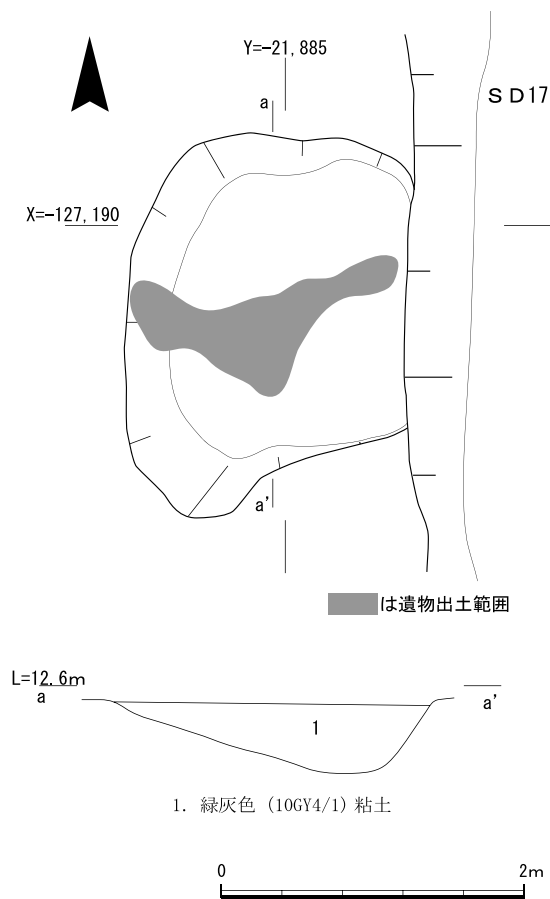 Y=-21,885
a
SD17
X=-127,190
a'
は遺物出土範囲
L=12.6m
a
a'
1
1. 緑灰色 (10GY4/1) 粘土
0
2m